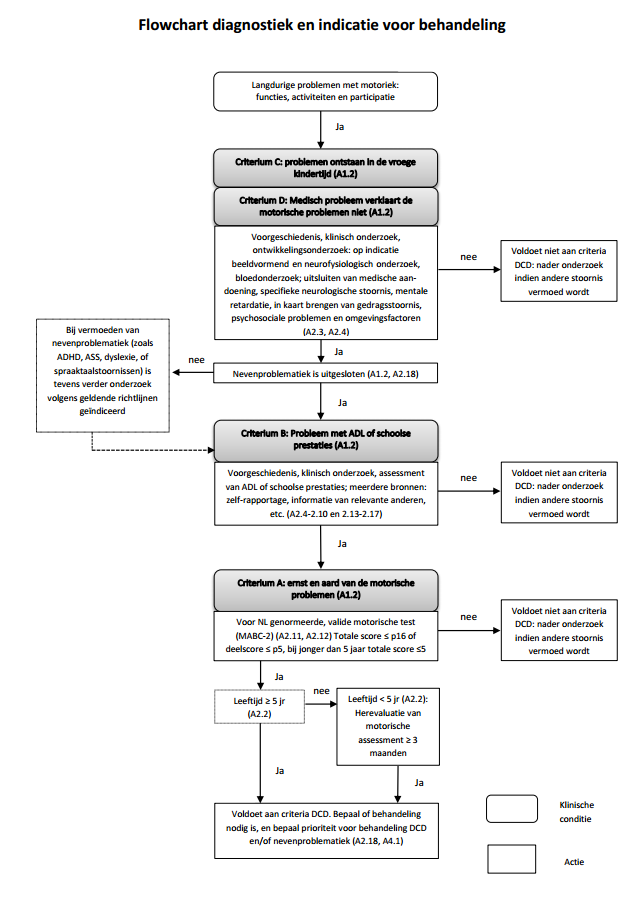 Flowchart diagnostiek en indicatie voor behandeling
Langdurige problemen met motoriek:
functies, activiteiten en participatie
Ja
Criterium C: problemen ontstaan in de vroege
kindertijd (A1.2)
Criterium D: Medisch probleem verklaart de
motorische problemen niet (A1.2)
Voorgeschiedenis, klinisch onderzoek,
ontwikkelingsonderzoek: op indicatie
beeldvormend en neurofysiologisch onderzoek,
bloedonderzoek; uitsluiten van medische aan-
doening, specifieke neurologische stoornis, mentale
retardatie, in kaart brengen van gedragsstoornis,
psychosociale problemen en omgevingsfactoren
(A2.3, A2.4)
nee
Voldoet niet aan criteria
DCD: nader onderzoek
indien andere stoornis
vermoed wordt
Ja
Bij vermoeden van
nevenproblematiek (zoals
ADHD, ASS, dyslexie, of
spraaktaalstoornissen) is
tevens verder onderzoek
volgens geldende richtlijnen
geïndiceerd
nee
Nevenproblematiek is uitgesloten (A1.2, A2.18)
Ja
Criterium B: Probleem met ADL of schoolse
prestaties (A1.2)
Voorgeschiedenis, klinisch onderzoek, assessment
van ADL of schoolse prestaties; meerdere bronnen:
zelf-rapportage, informatie van relevante anderen,
etc. (A2.4-2.10 en 2.13-2.17)
nee
Voldoet niet aan criteria
DCD: nader onderzoek
indien andere stoornis
vermoed wordt
Ja
Criterium A: ernst en aard van de motorische
problemen (A1.2)
Voor NL genormeerde, valide motorische test
(MABC-2) (A2.11, A2.12) Totale score ≤ p16 of
deelscore ≤ p5, bij jonger dan 5 jaar totale score ≤5
nee
Voldoet niet aan criteria
DCD: nader onderzoek
indien andere stoornis
vermoed wordt
Ja
Leeftijd ≥ 5 jr
(A2.2)
nee
Leeftijd < 5 jr (A2.2):
Herevaluatie van
motorische
assessment ≥ 3
maanden
Ja
Ja
Voldoet aan criteria DCD. Bepaal of behandeling
nodig is, en bepaal prioriteit voor behandeling DCD
en/of nevenproblematiek (A2.18, A4.1)
Klinische
conditie
Actie